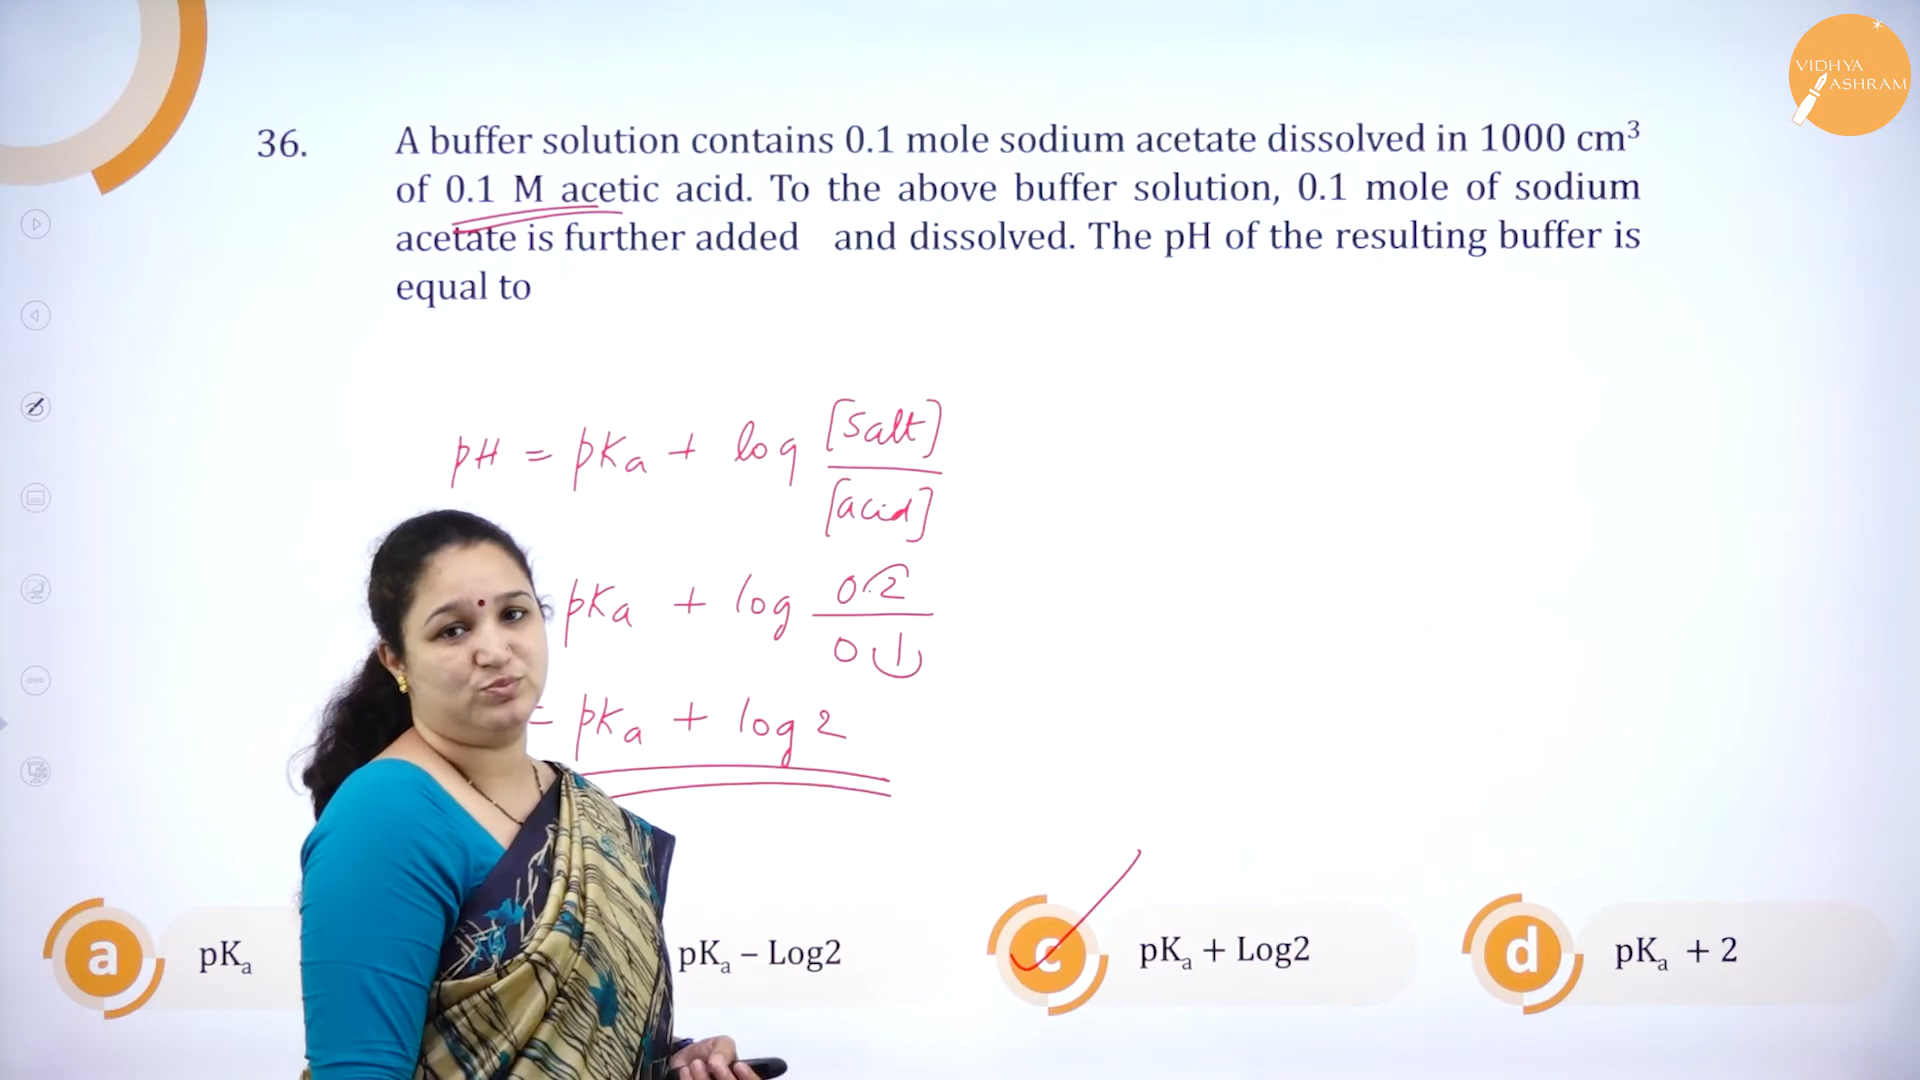 VIDHYA
ASHRAM
36. A buffer solution contains 0.1 mole sodium acetate dissolved in 1000 cm³
of 0.1 M acetic acid. To the above buffer solution, 0.1 mole of sodium
acetate is further added and dissolved. The pH of the resulting buffer is
equal to
pH = pKa + log [Salt]
[acid]
pKa + log 0.2
0.1
= pKa + log 2
a pKₐ
pKₐ – Log2
c pKₐ + Log2
d pKₐ + 2